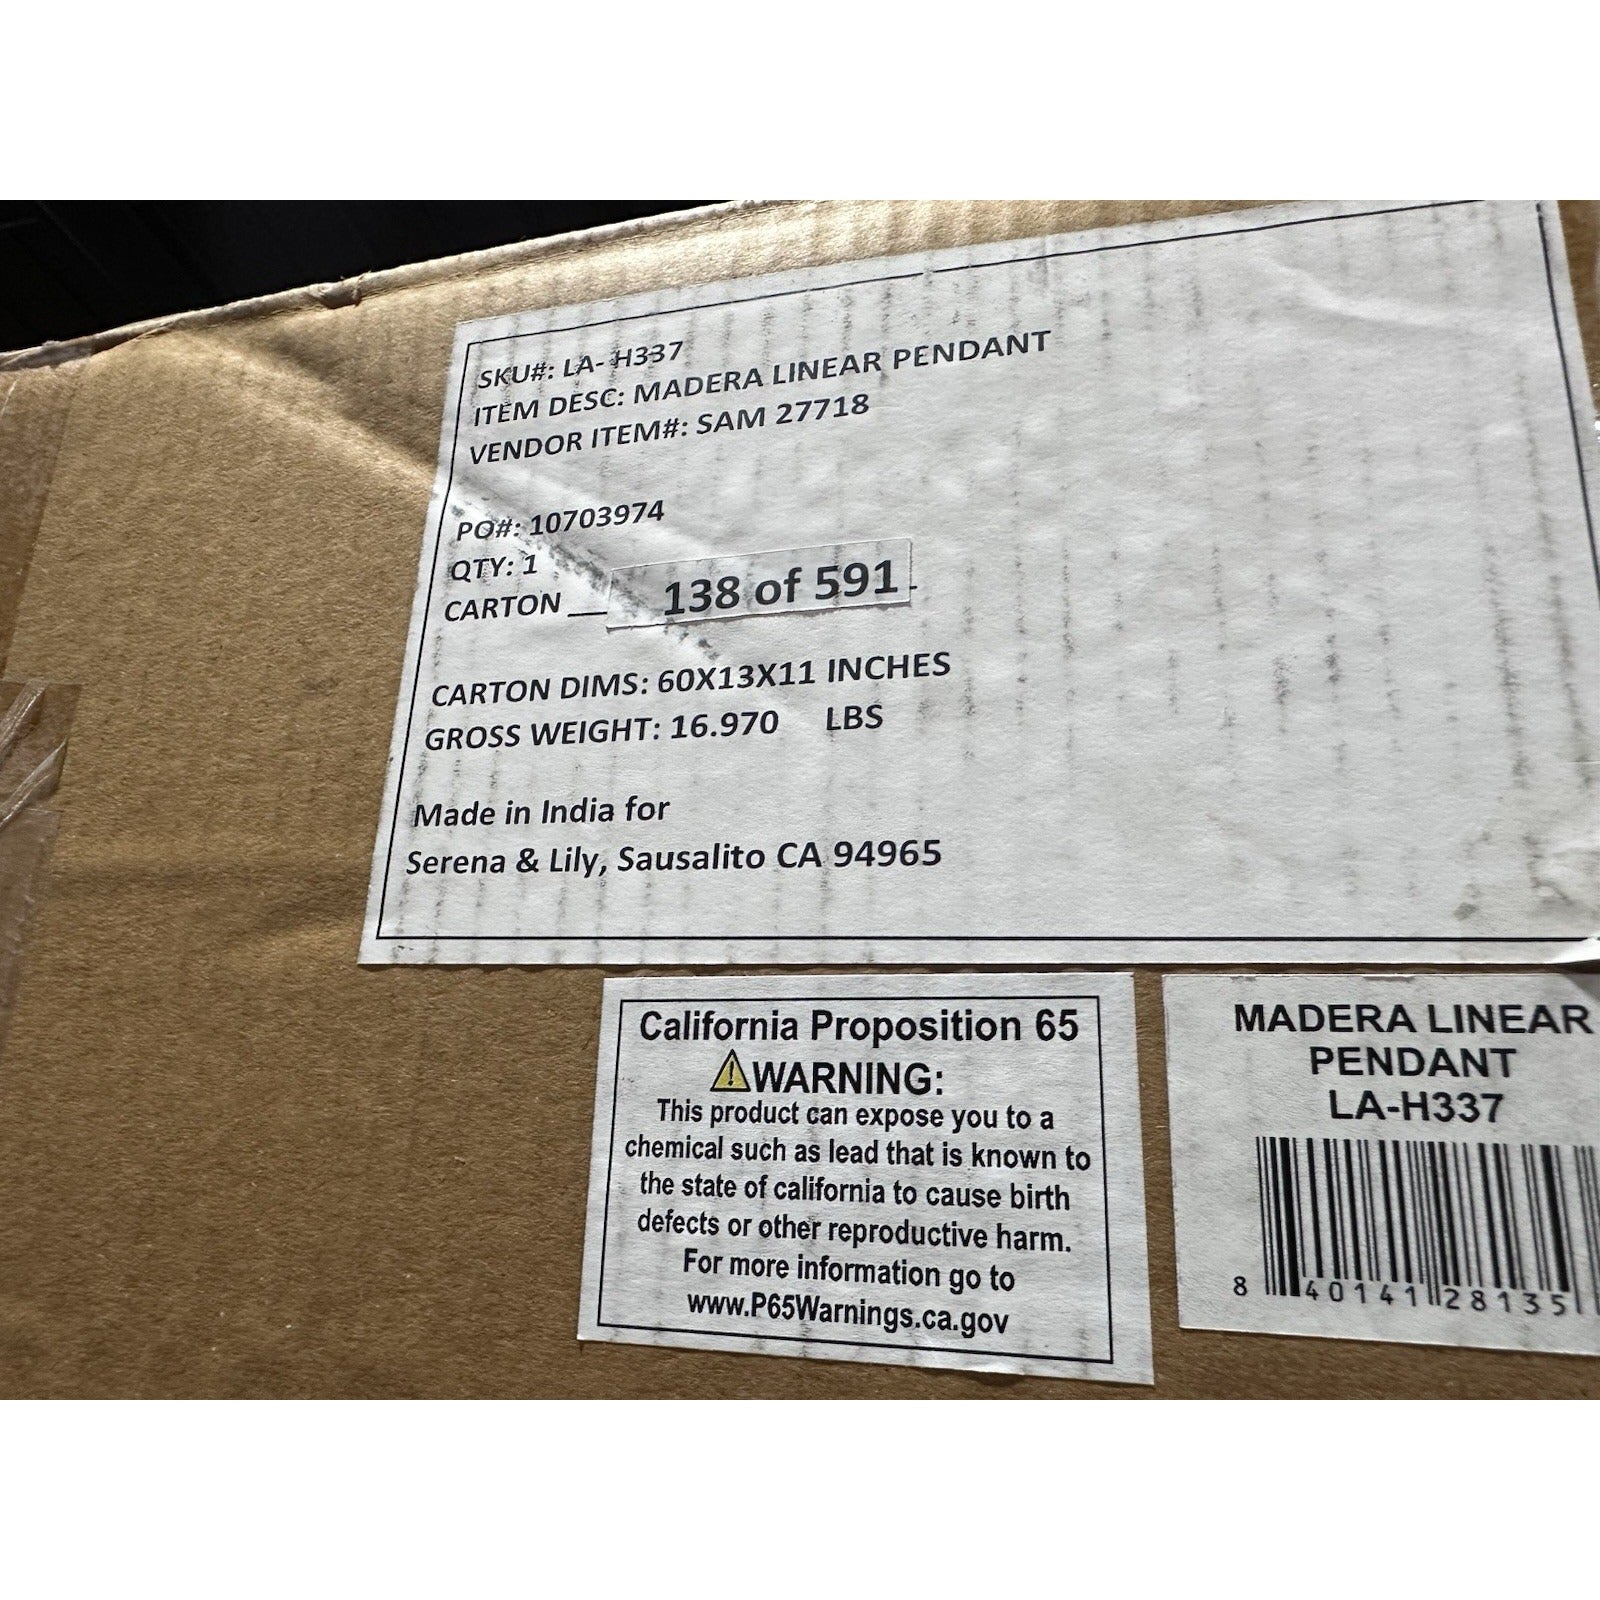 SKU#: LA- H337
ITEM DESC: MADERA LINEAR PENDANT
VENDOR ITEM#: SAM 27718
PO#: 10703974
QTY: 1
CARTON __ 138 of 591
CARTON DIMS: 60X13X11 INCHES
GROSS WEIGHT: 16.970 LBS
Made in India for
Serena & Lily, Sausalito CA 94965
California Proposition 65
⚠WARNING:
This product can expose you to a
chemical such as lead that is known to
the state of california to cause birth
defects or other reproductive harm.
For more information go to
www.P65Warnings.ca.gov
MADERA LINEAR
PENDANT
LA-H337
8 40141 28135